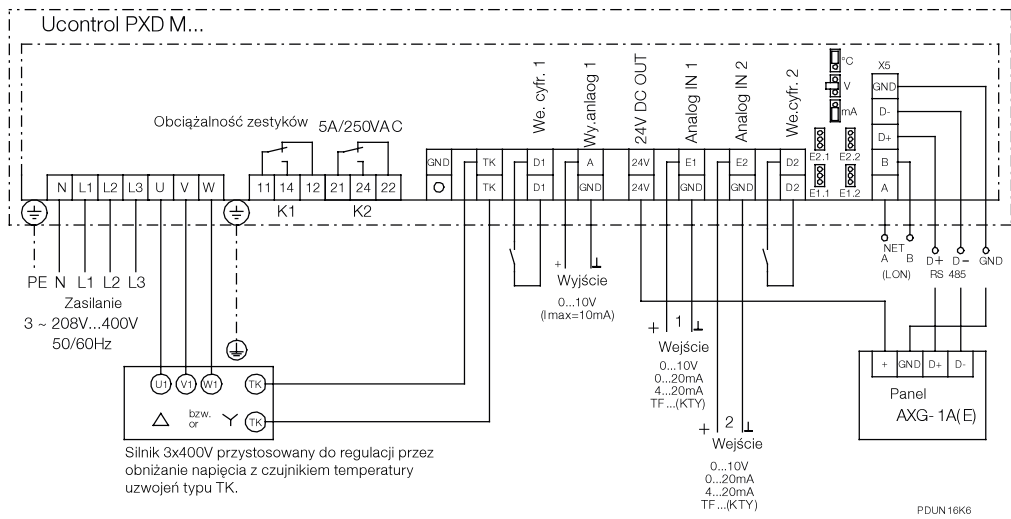 Ucontrol PXD M...
Obciążalność zestyków 5A/250VAC
We. cyfr. 1
Wy.anlaog 1
24V DC OUT
Analog IN 1
Analog IN 2
We.cyfr. 2
°C
V
mA
E2.1 E2.2
E1.1 E1.2
X5
GND
D-
D+
B
A
GND TK D1 A 24V E1 E2 D2
TK D1 GND 24V GND GND D2
N L1 L2 L3 U V W
11 14 12 21 24 22
K1 K2
PE N L1 L2 L3
Zasilanie
3 ~ 208V...400V
50/60Hz
+ ⊥
Wyjście
0...10V
(Imax=10mA)
+ 1 ⊥
Wejście
0...10V
0...20mA
4...20mA
TF...(KTY)
+ 2 ⊥
Wejście
0...10V
0...20mA
4...20mA
TF...(KTY)
NET
A B
(LON)
D+ D- GND
RS 485
+ GND D+ D-
Panel
AXG-1A(E)
U1 V1 W1 TK
△ bzw. or Y TK
Silnik 3x400V przystosowany do regulacji przez
obniżanie napięcia z czujnikiem temperatury
uzwojeń typu TK.
PDUN16K6